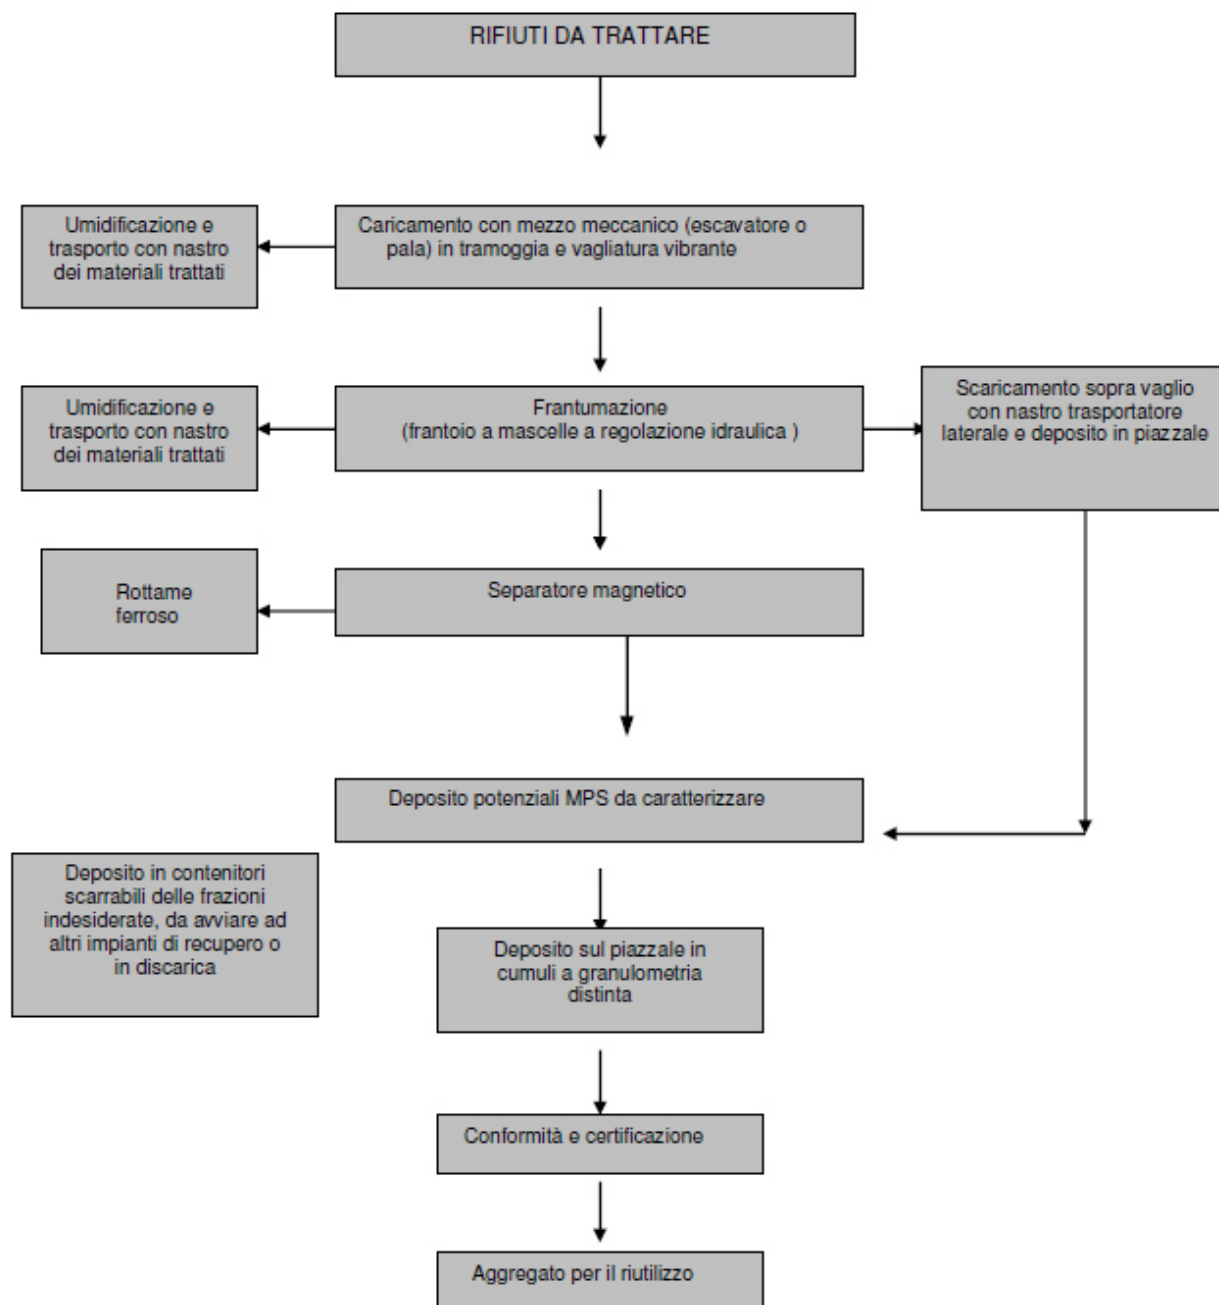 RIFIUTI DA TRATTARE
Umidificazione e
trasporto con nastro
dei materiali trattati
Caricamento con mezzo meccanico (escavatore o
pala) in tramoggia e vagliatura vibrante
Umidificazione e
trasporto con nastro
dei materiali trattati
Frantumazione
(frantoio a mascelle a regolazione idraulica )
Scaricamento sopra vaglio
con nastro trasportatore
laterale e deposito in piazzale
Rottame
ferroso
Separatore magnetico
Deposito potenziali MPS da caratterizzare
Deposito in contenitori
scarrabili delle frazioni
indesiderate, da avviare ad
altri impianti di recupero o
in discarica
Deposito sul piazzale in
cumuli a granulometria
distinta
Conformità e certificazione
Aggregato per il riutilizzo